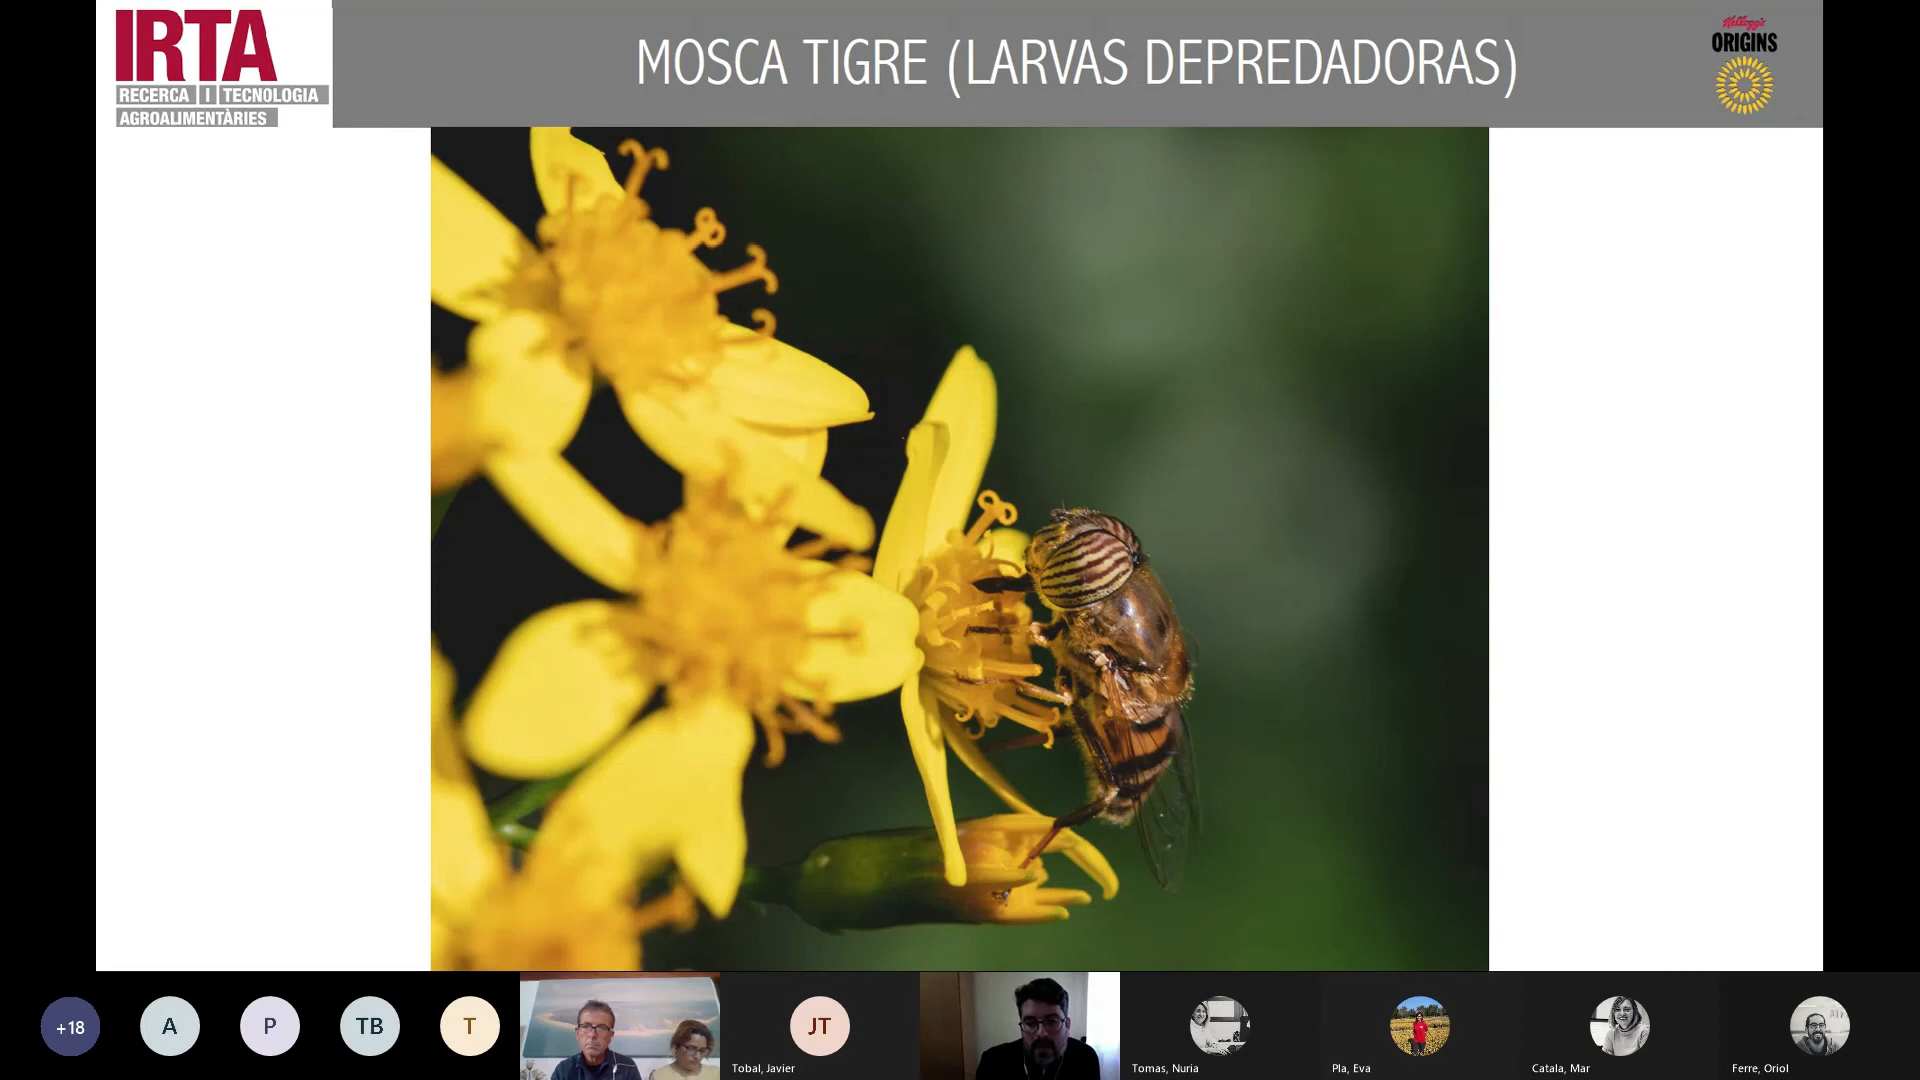 IRTA
RECERCA I TECNOLOGIA
AGROALIMENTÀRIES
MOSCA TIGRE (LARVAS DEPREDADORAS)
Kellogg's
ORIGINS
+18
A
P
TB
T
JT
Tobal, Javier
Tomas, Nuria
Pla, Eva
Catala, Mar
Ferre, Oriol